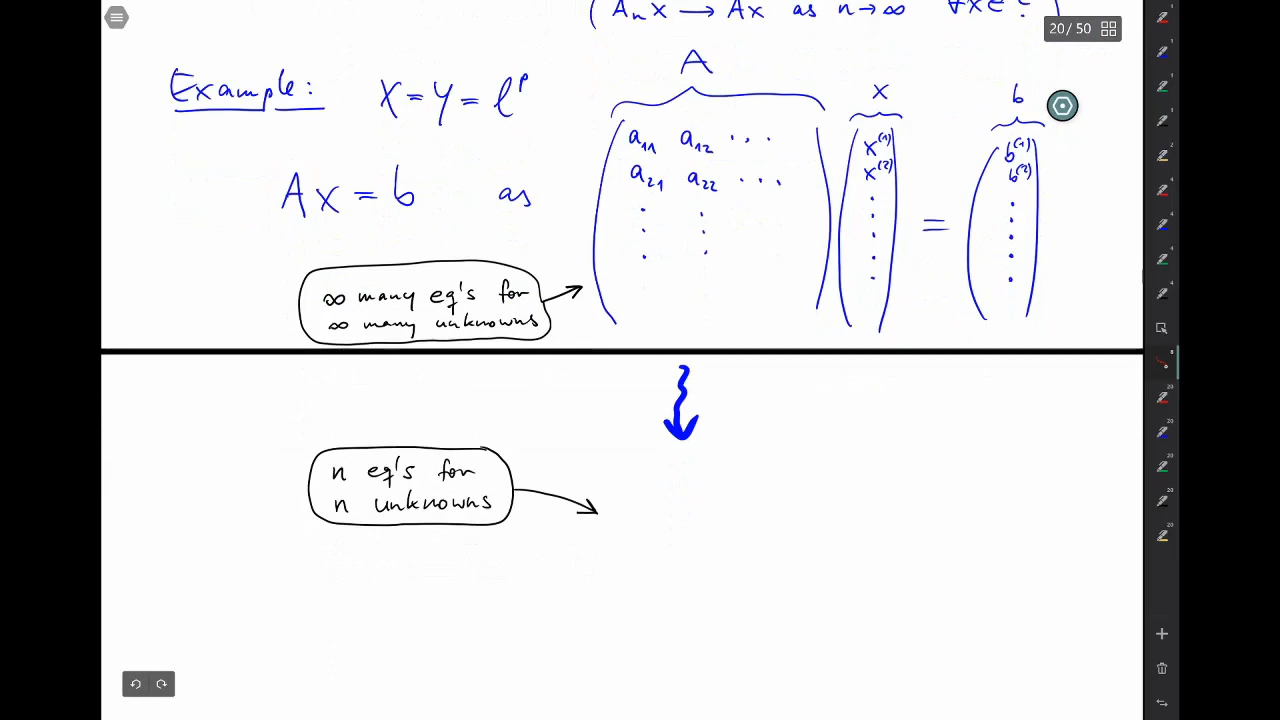 ( Aₙx → Ax as n→∞ ∀x∈
20/50
Example: X=Y=ℓᵖ
A x b
Ax = b as
a₁₁ a₁₂ ...
a₂₁ a₂₂ ...
x⁽¹⁾
x⁽²⁾
=
b⁽¹⁾
b⁽²⁾
∞ many eq's for
∞ many unknowns
n eq's for
n unknowns